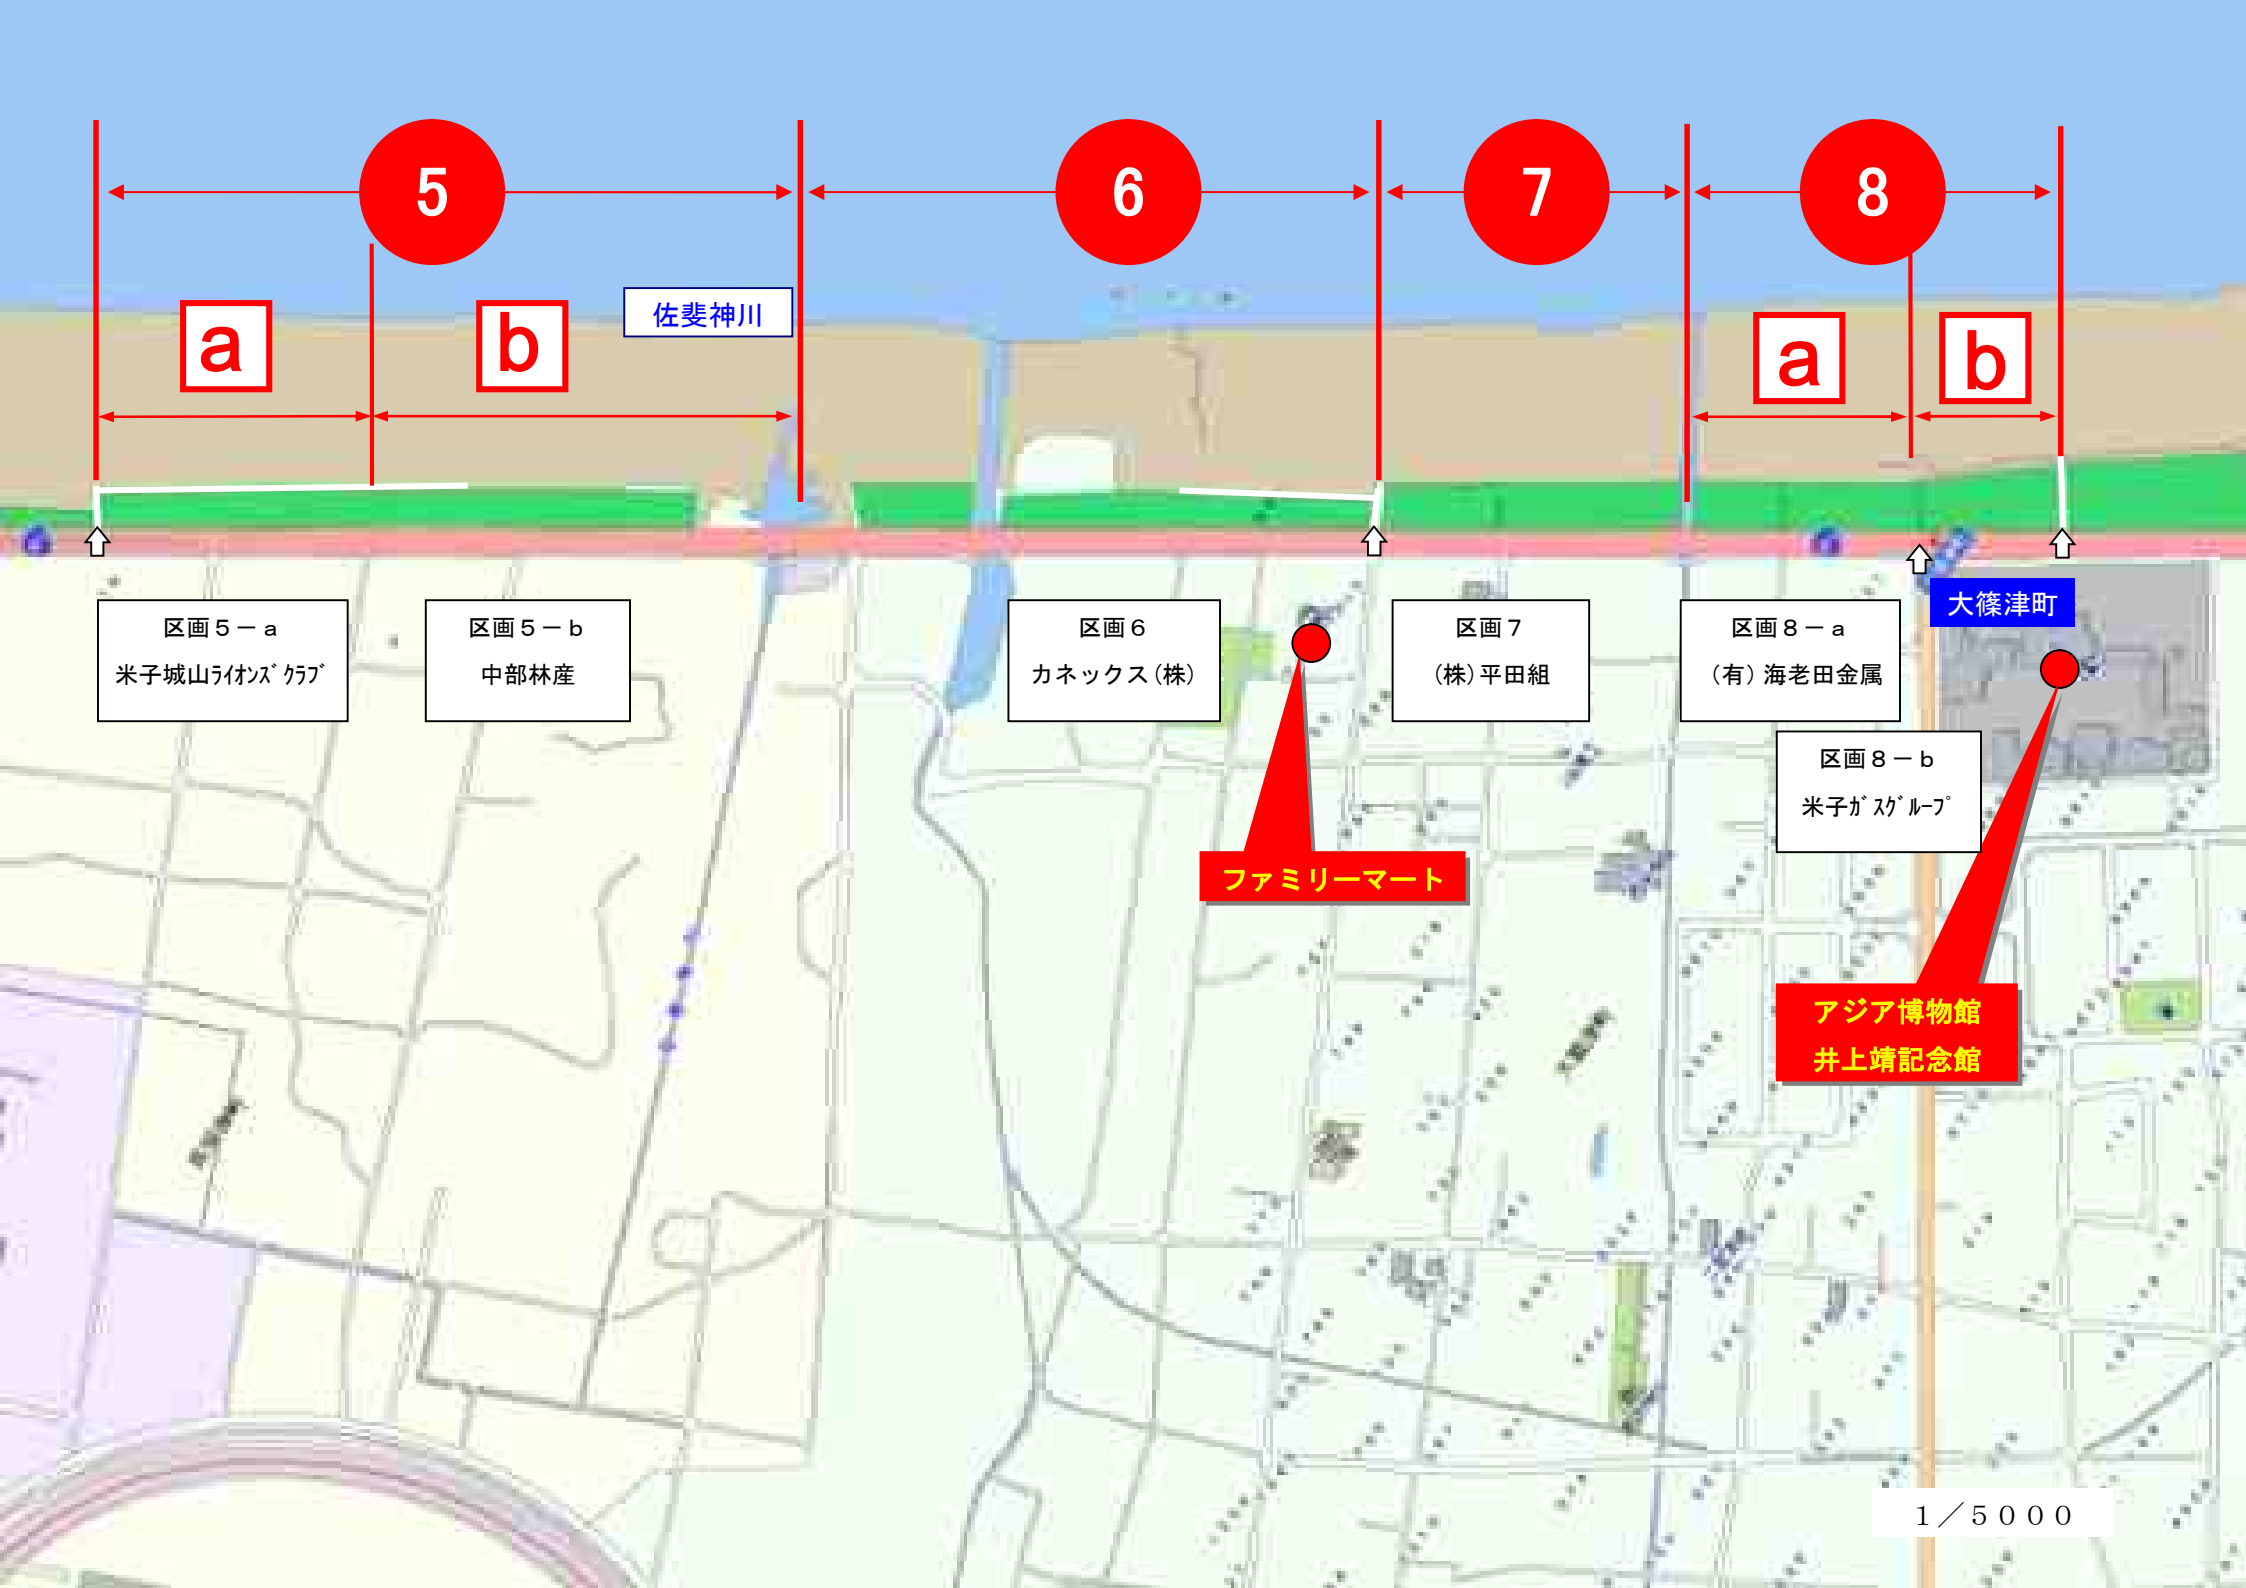 5
6
7
8
a
b
佐斐神川
a
b
区画５－ａ
米子城山ﾗｲｵﾝｽﾞｸﾗﾌﾞ
区画５－ｂ
中部林産
区画６
カネックス(株)
区画７
(株)平田組
区画８－ａ
(有)海老田金属
大篠津町
区画８－ｂ
米子ｶﾞｽｸﾞﾙｰﾌﾟ
ファミリーマート
アジア博物館
井上靖記念館
１／５０００